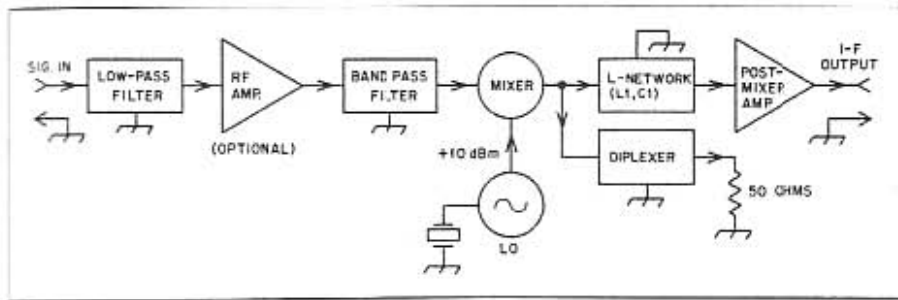 SIG. IN
LOW-PASS
FILTER
RF
AMP.
(OPTIONAL)
BAND PASS
FILTER
MIXER
+10 dBm
LO
L-NETWORK
(L1, C1)
DIPLEXER
50 OHMS
POST-
MIXER
AMP
I-F
OUTPUT